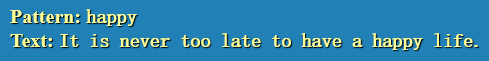 Pattern: happy
Text: It is never too late to have a happy life.